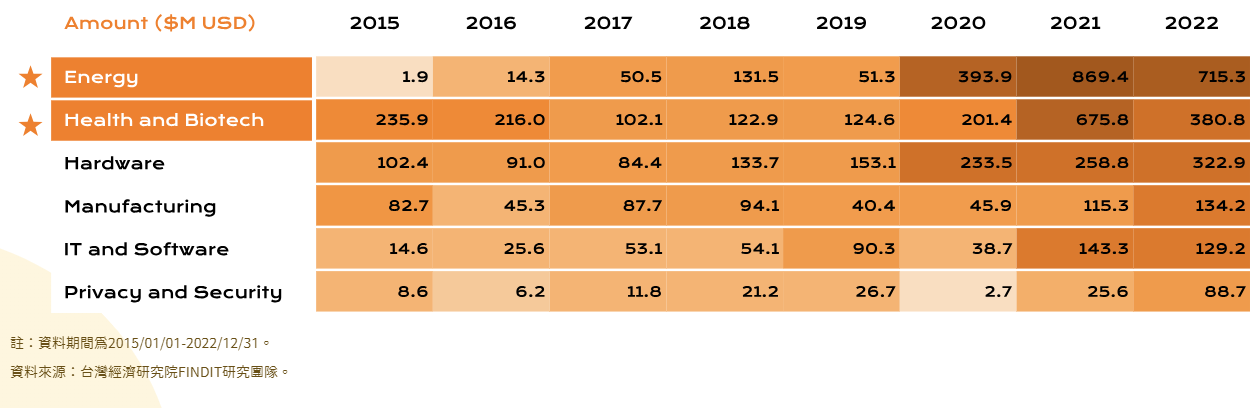 Amount ($M USD) 2015 2016 2017 2018 2019 2020 2021 2022
Energy 1.9 14.3 50.5 131.5 51.3 393.9 869.4 715.3
Health and Biotech 235.9 216.0 102.1 122.9 124.6 201.4 675.8 380.8
Hardware 102.4 91.0 84.4 133.7 153.1 233.5 258.8 322.9
Manufacturing 82.7 45.3 87.7 94.1 40.4 45.9 115.3 134.2
IT and Software 14.6 25.6 53.1 54.1 90.3 38.7 143.3 129.2
Privacy and Security 8.6 6.2 11.8 21.2 26.7 2.7 25.6 88.7
註：資料期間爲2015/01/01-2022/12/31。
資料來源：台灣經濟研究院FINDIT研究團隊。